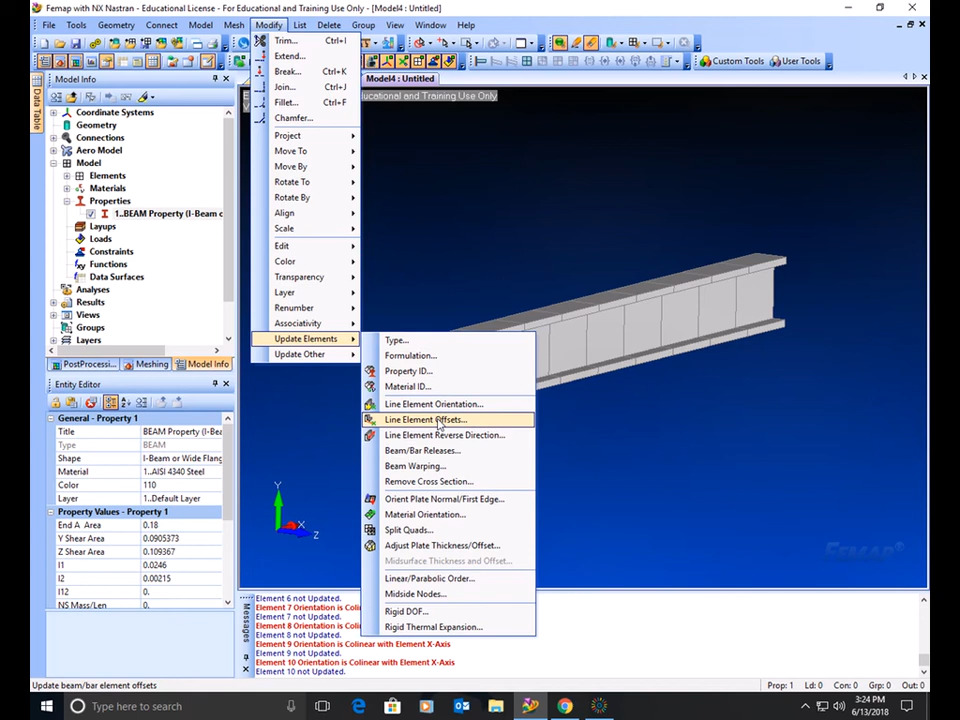 Femap with NX Nastran - Educational License - For Educational and Training Use Only - [Model4 : Untitled]
File Tools Geometry Connect Model Mesh Modify List Delete Group View Window Help
Custom Tools User Tools
Model Info
Model4 : Untitled
ducational and Training Use Only
Data Table
Coordinate Systems
Geometry
Connections
Aero Model
Model
Elements
Materials
Properties
1..BEAM Property (I-Beam c
Layups
Loads
Constraints
Functions
Data Surfaces
Analyses
Results
Views
Groups
Layers
PostProcessi... Meshing Model Info
Entity Editor
General - Property 1
Title BEAM Property (I-Bear
Type BEAM
Shape I-Beam or Wide-Flange
Material 1..AISI 4340 Steel
Color 110
Layer 1..Default Layer
Property Values - Property 1
End A Area 0.18
Y Shear Area 0.0905373
Z Shear Area 0.109367
I1 0.0246
I2 0.00215
I12 0.
NS Mass/Len 0.
Trim... Ctrl+I
Extend...
Break... Ctrl+K
Join... Ctrl+J
Fillet... Ctrl+F
Chamfer...
Project
Move To
Move By
Rotate To
Rotate By
Align
Scale
Edit
Color
Transparency
Layer
Renumber
Associativity
Update Elements
Update Other
Type...
Formulation...
Property ID...
Material ID...
Line Element Orientation...
Line Element Offsets...
Line Element Reverse Direction...
Beam/Bar Releases...
Beam Warping...
Remove Cross Section...
Orient Plate Normal/First Edge...
Material Orientation...
Split Quads...
Adjust Plate Thickness/Offset...
Midsurface Thickness and Offset...
Linear/Parabolic Order...
Midside Nodes...
Rigid DOF...
Rigid Thermal Expansion...
Y
X
Z
FEMAP®
Messages
Element 6 not Updated.
Element 7 Orientation is Coli
Element 7 not Updated.
Element 8 Orientation is Coli
Element 8 not Updated.
Element 9 Orientation is Colinear with Element X-Axis
Element 9 not Updated.
Element 10 Orientation is Colinear with Element X-Axis
Element 10 not Updated.
Update beam/bar element offsets
Prop: 1 Ld: 0 Con: 0 Grp: 0 Out: 0
Type here to search
3:24 PM
6/13/2018